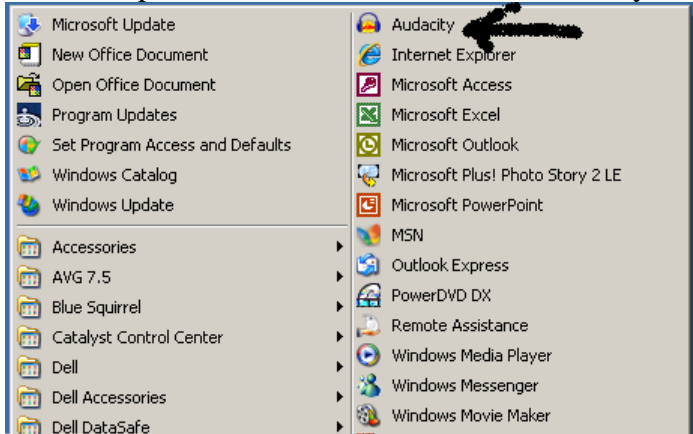 Microsoft Update
New Office Document
Open Office Document
Program Updates
Set Program Access and Defaults
Windows Catalog
Windows Update
Accessories
AVG 7.5
Blue Squirrel
Catalyst Control Center
Dell
Dell Accessories
Dell DataSafe
Audacity
Internet Explorer
Microsoft Access
Microsoft Excel
Microsoft Outlook
Microsoft Plus! Photo Story 2 LE
Microsoft PowerPoint
MSN
Outlook Express
PowerDVD DX
Remote Assistance
Windows Media Player
Windows Messenger
Windows Movie Maker